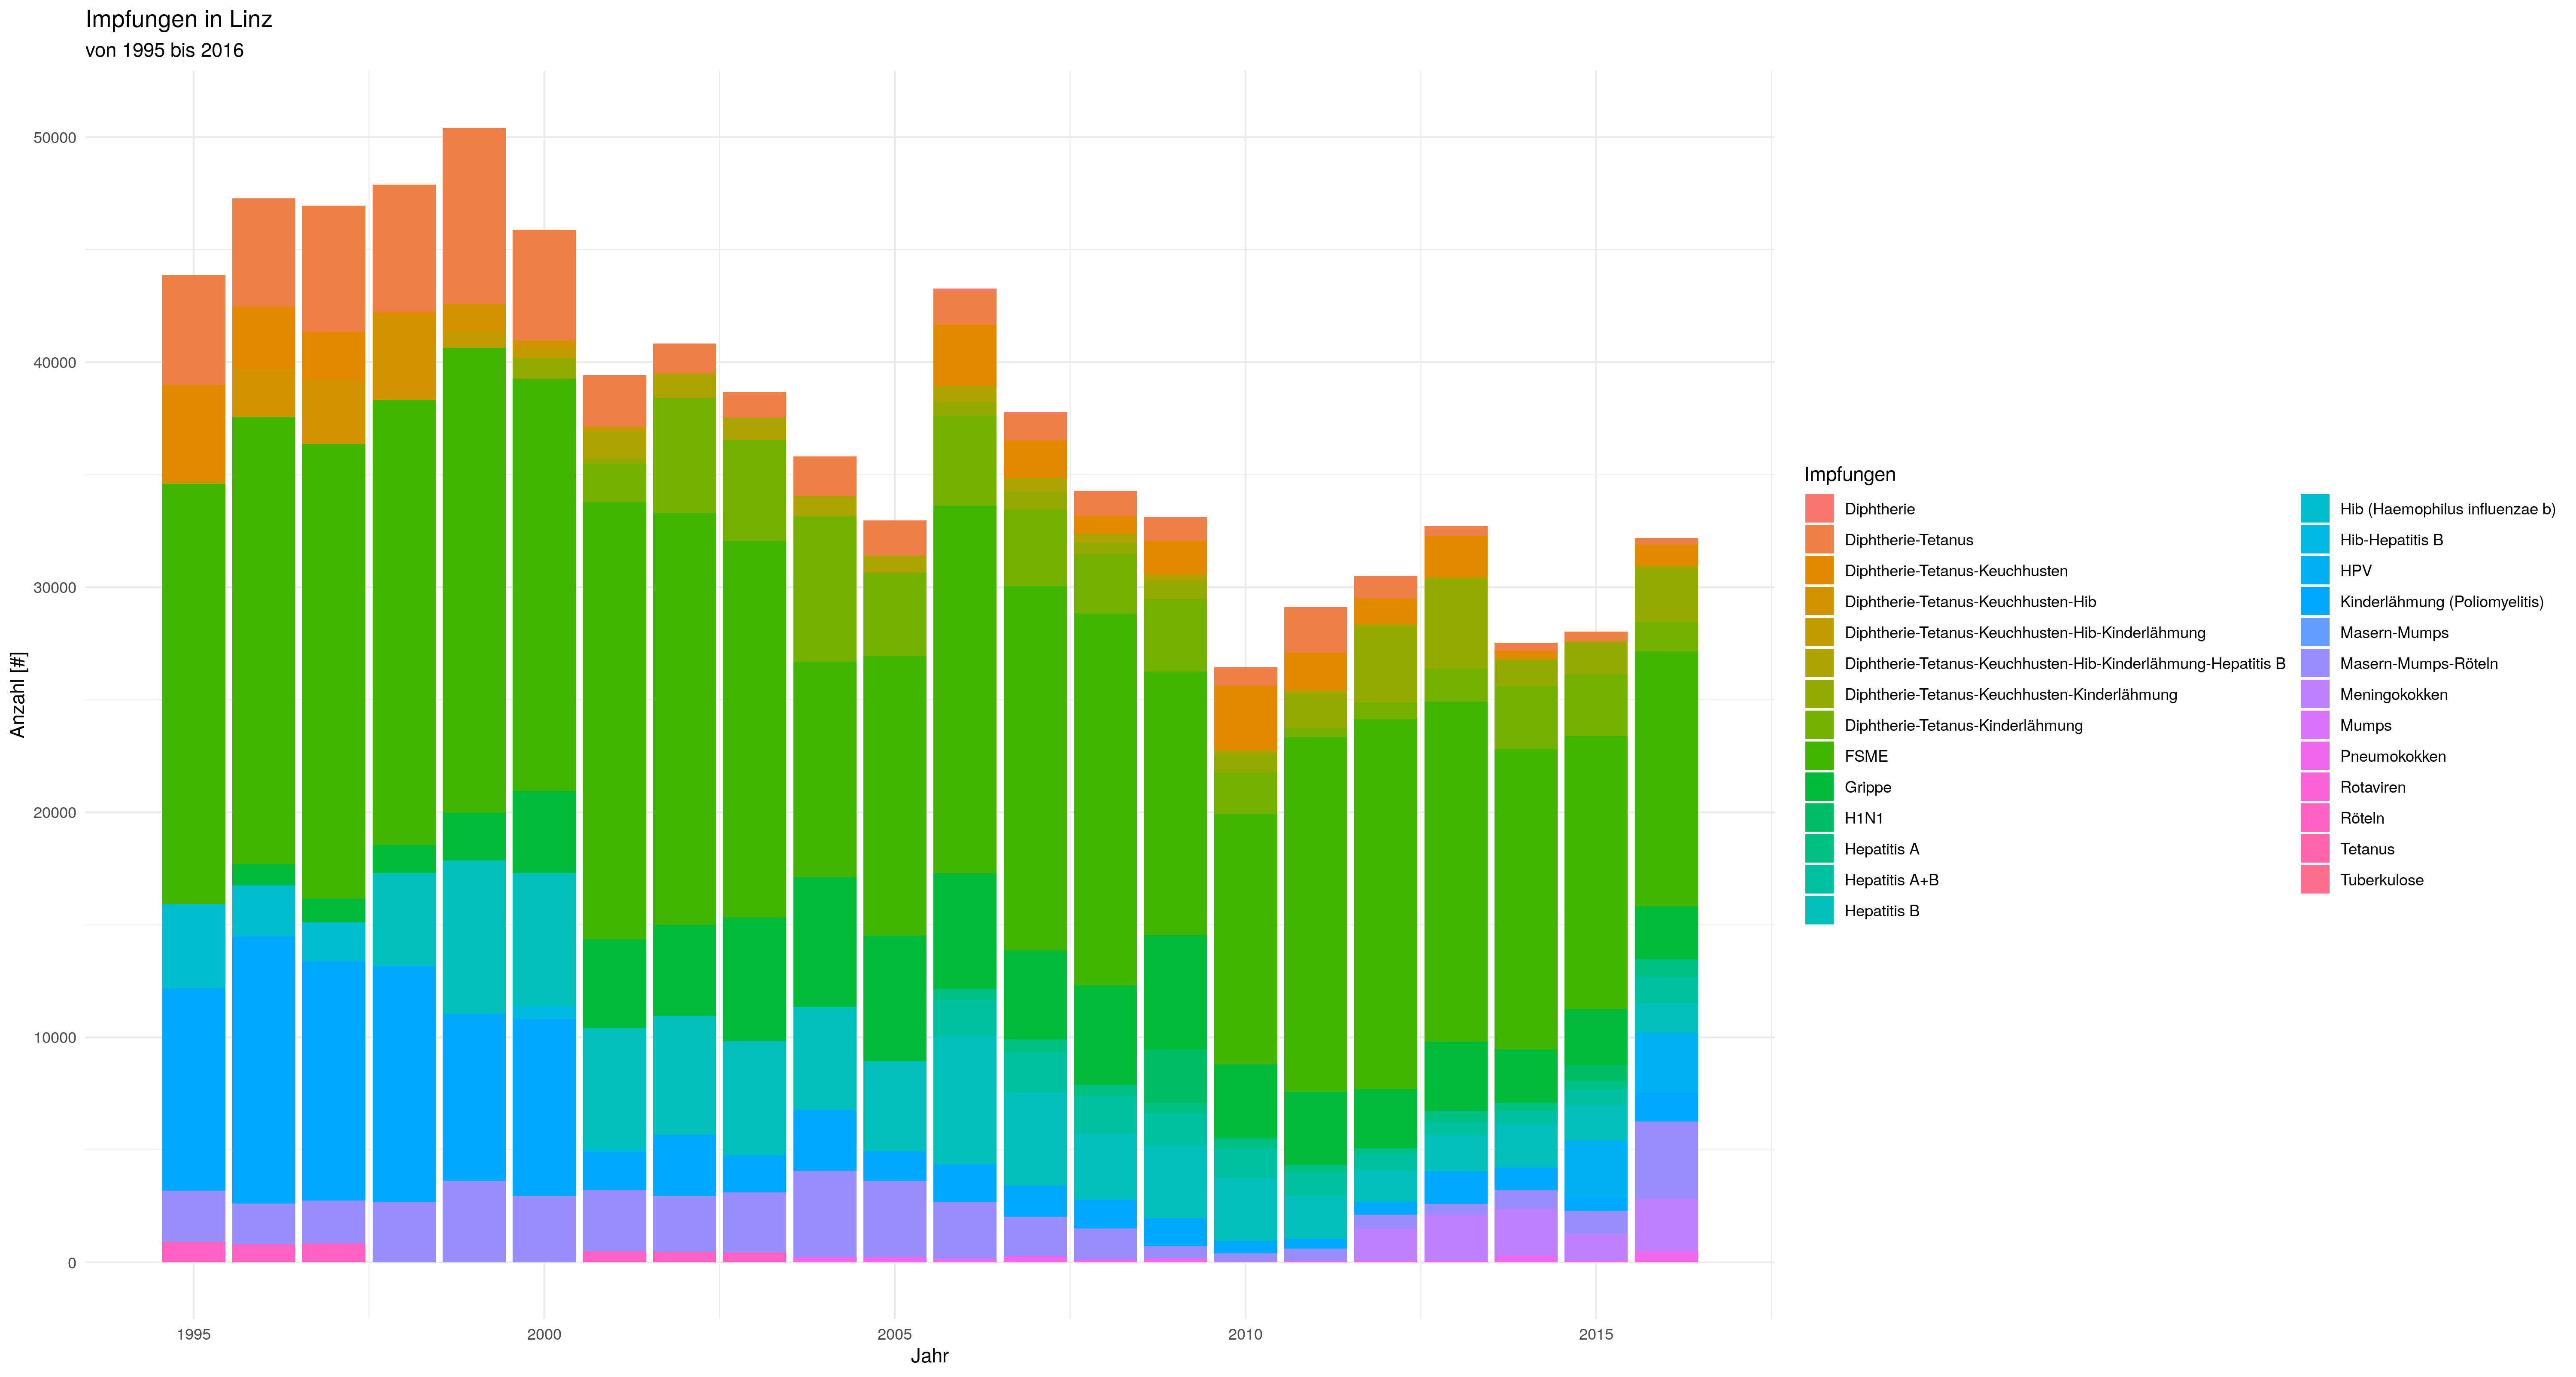 Impfungen in Linz
von 1995 bis 2016
50000
40000
30000
20000
10000
0
Anzahl [#]
1995
2000
2005
2010
2015
Jahr
Impfungen
Diphtherie
Diphtherie-Tetanus
Diphtherie-Tetanus-Keuchhusten
Diphtherie-Tetanus-Keuchhusten-Hib
Diphtherie-Tetanus-Keuchhusten-Hib-Kinderlähmung
Diphtherie-Tetanus-Keuchhusten-Hib-Kinderlähmung-Hepatitis B
Diphtherie-Tetanus-Keuchhusten-Kinderlähmung
Diphtherie-Tetanus-Kinderlähmung
FSME
Grippe
H1N1
Hepatitis A
Hepatitis A+B
Hepatitis B
Hib (Haemophilus influenzae b)
Hib-Hepatitis B
HPV
Kinderlähmung (Poliomyelitis)
Masern-Mumps
Masern-Mumps-Röteln
Meningokokken
Mumps
Pneumokokken
Rotaviren
Röteln
Tetanus
Tuberkulose